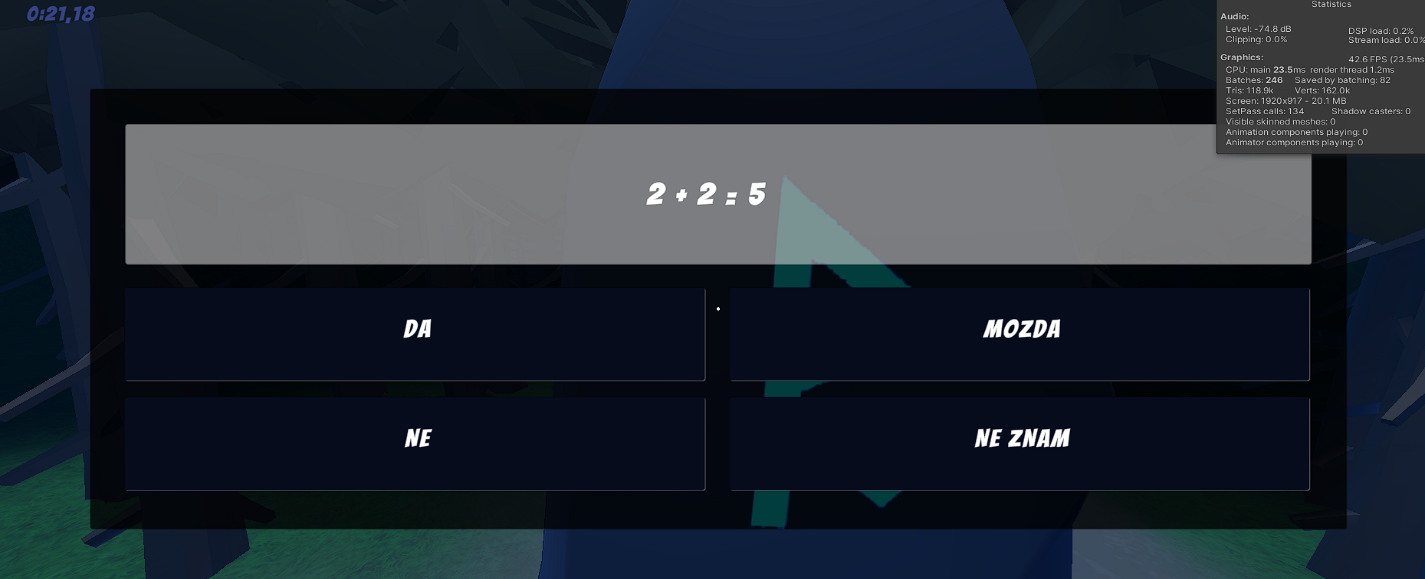 0:21,18
Statistics
Audio:
Level: -74.8 dB DSP load: 0.2%
Clipping: 0.0% Stream load: 0.0%
Graphics: 42.6 FPS (23.5ms
CPU: main 23.5ms render thread 1.2ms
Batches: 246 Saved by batching: 82
Tris: 118.9k Verts: 162.0k
Screen: 1920x917 - 20.1 MB
SetPass calls: 134 Shadow casters: 0
Visible skinned meshes: 0
Animation components playing: 0
Animator components playing: 0
2 + 2 = 5
DA
MOZDA
NE
NE ZNAM